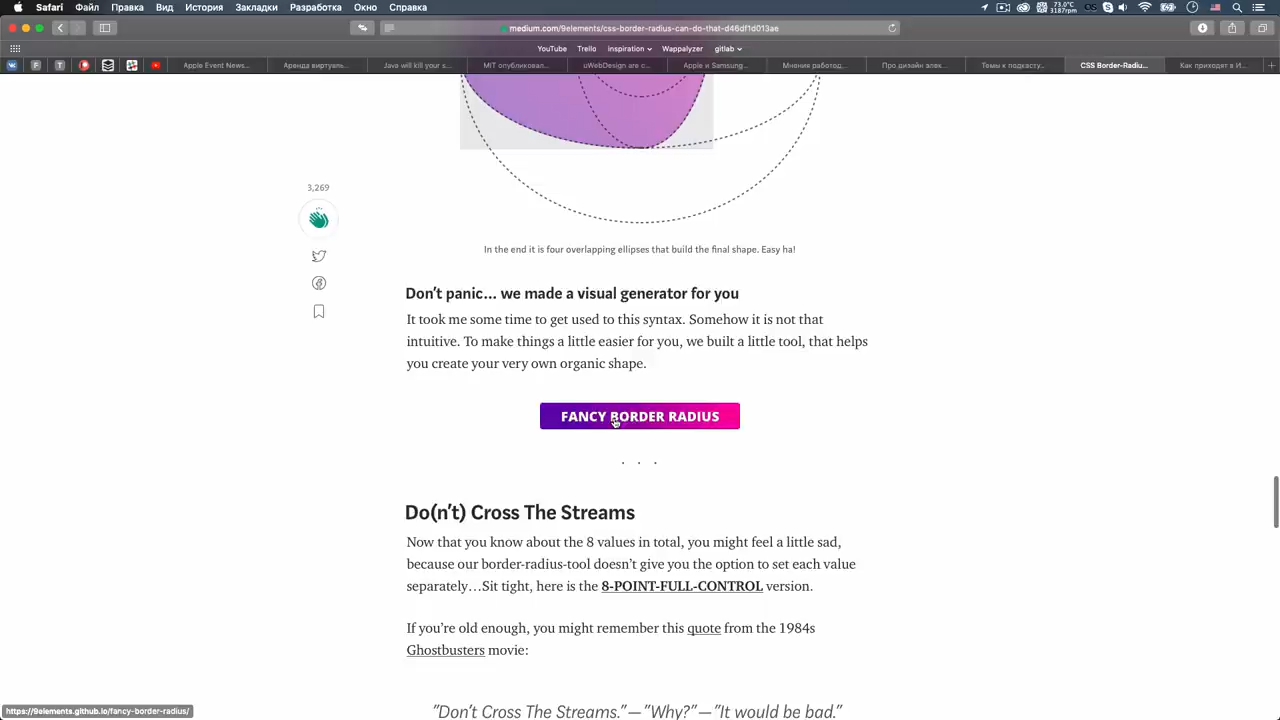 Safari Файл Правка Вид История Закладки Разработка Окно Справка
73.0°C
1387rpm
medium.com/9elements/css-border-radius-can-do-that-d46df1d013ae
YouTube Trello inspiration Wappalyzer gitlab
Apple Event News... Аренда виртуаль... Java will kill your s... MIT опубликовал... uWebDesign are c... Apple и Samsung... Мнения работод... Про дизайн элек... Темы к подкасту... CSS Border-Radiu... Как приходят в И...
3,269
In the end it is four overlapping ellipses that build the final shape. Easy ha!
Don't panic... we made a visual generator for you
It took me some time to get used to this syntax. Somehow it is not that
intuitive. To make things a little easier for you, we built a little tool, that helps
you create your very own organic shape.
FANCY BORDER RADIUS
. . .
Do(n't) Cross The Streams
Now that you know about the 8 values in total, you might feel a little sad,
because our border-radius-tool doesn't give you the option to set each value
separately…Sit tight, here is the 8-POINT-FULL-CONTROL version.
If you're old enough, you might remember this quote from the 1984s
Ghostbusters movie:
"Don't Cross The Streams."—"Why?"—"It would be bad."
https://9elements.github.io/fancy-border-radius/